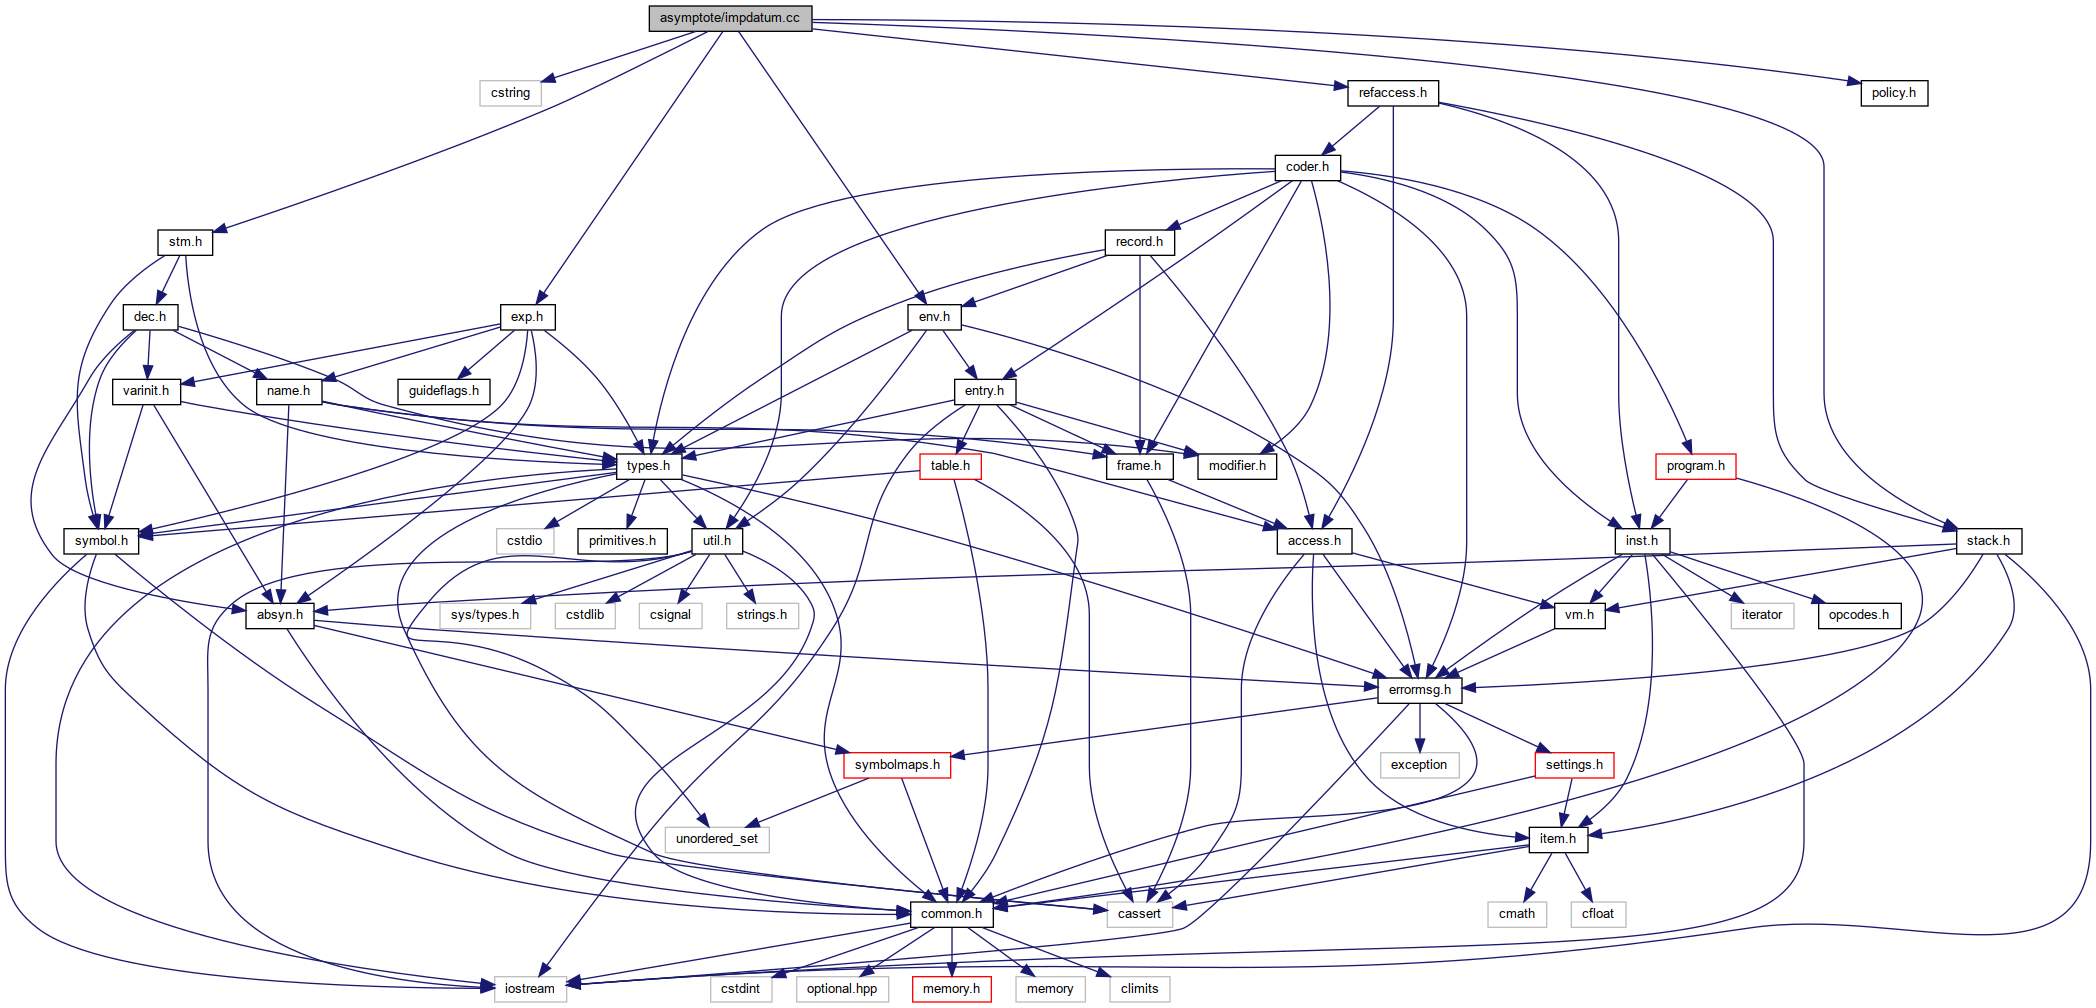 asymptote/impdatum.cc
cstring
refaccess.h
policy.h
coder.h
stm.h
record.h
dec.h
exp.h
env.h
varinit.h
name.h
guideflags.h
entry.h
types.h
table.h
frame.h
modifier.h
program.h
symbol.h
cstdio
primitives.h
util.h
access.h
inst.h
stack.h
absyn.h
sys/types.h
cstdlib
csignal
strings.h
vm.h
iterator
opcodes.h
errormsg.h
symbolmaps.h
exception
settings.h
unordered_set
item.h
common.h
cassert
cmath
cfloat
iostream
cstdint
optional.hpp
memory.h
memory
climits